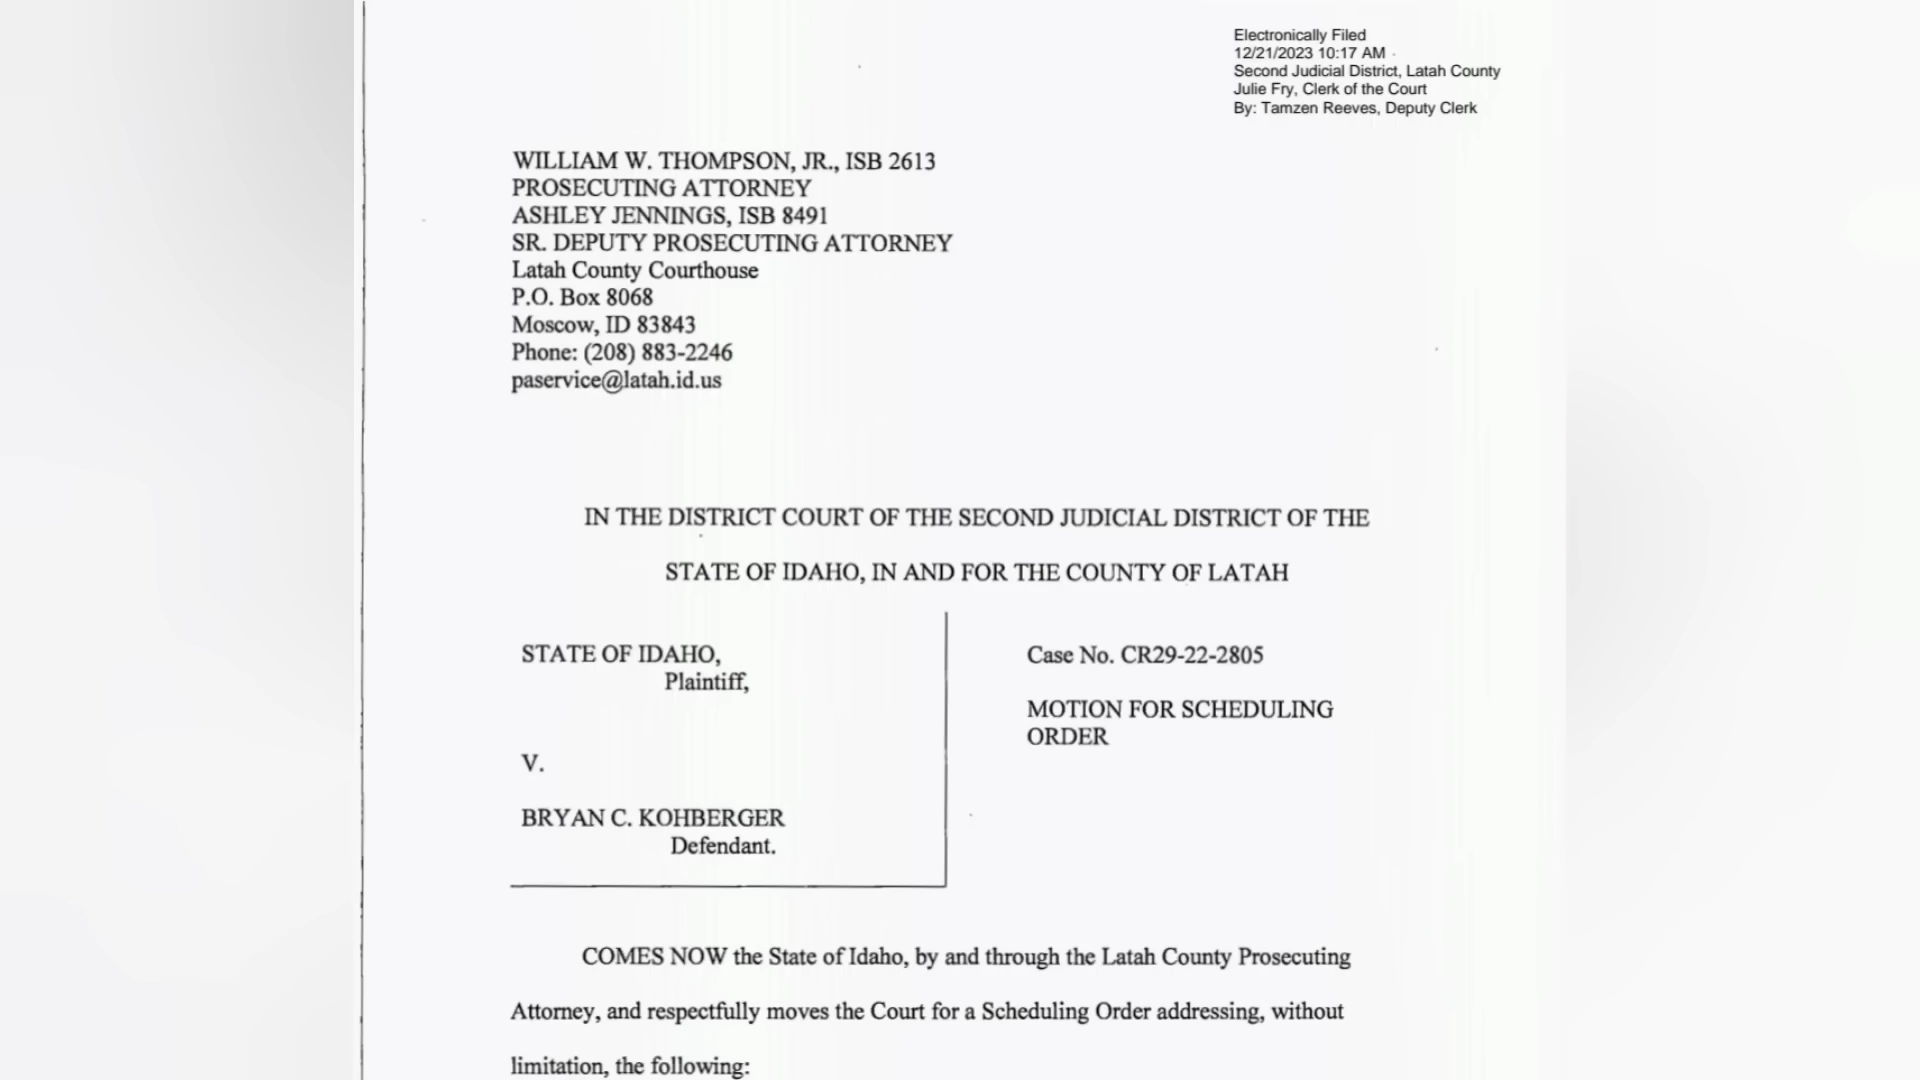 Electronically Filed
12/21/2023 10:17 AM
Second Judicial District, Latah County
Julie Fry, Clerk of the Court
By: Tamzen Reeves, Deputy Clerk
WILLIAM W. THOMPSON, JR., ISB 2613
PROSECUTING ATTORNEY
ASHLEY JENNINGS, ISB 8491
SR. DEPUTY PROSECUTING ATTORNEY
Latah County Courthouse
P.O. Box 8068
Moscow, ID 83843
Phone: (208) 883-2246
paservice@latah.id.us
IN THE DISTRICT COURT OF THE SECOND JUDICIAL DISTRICT OF THE
STATE OF IDAHO, IN AND FOR THE COUNTY OF LATAH
STATE OF IDAHO,
Plaintiff,
V.
BRYAN C. KOHBERGER
Defendant.
Case No. CR29-22-2805
MOTION FOR SCHEDULING
ORDER
COMES NOW the State of Idaho, by and through the Latah County Prosecuting
Attorney, and respectfully moves the Court for a Scheduling Order addressing, without
limitation, the following: